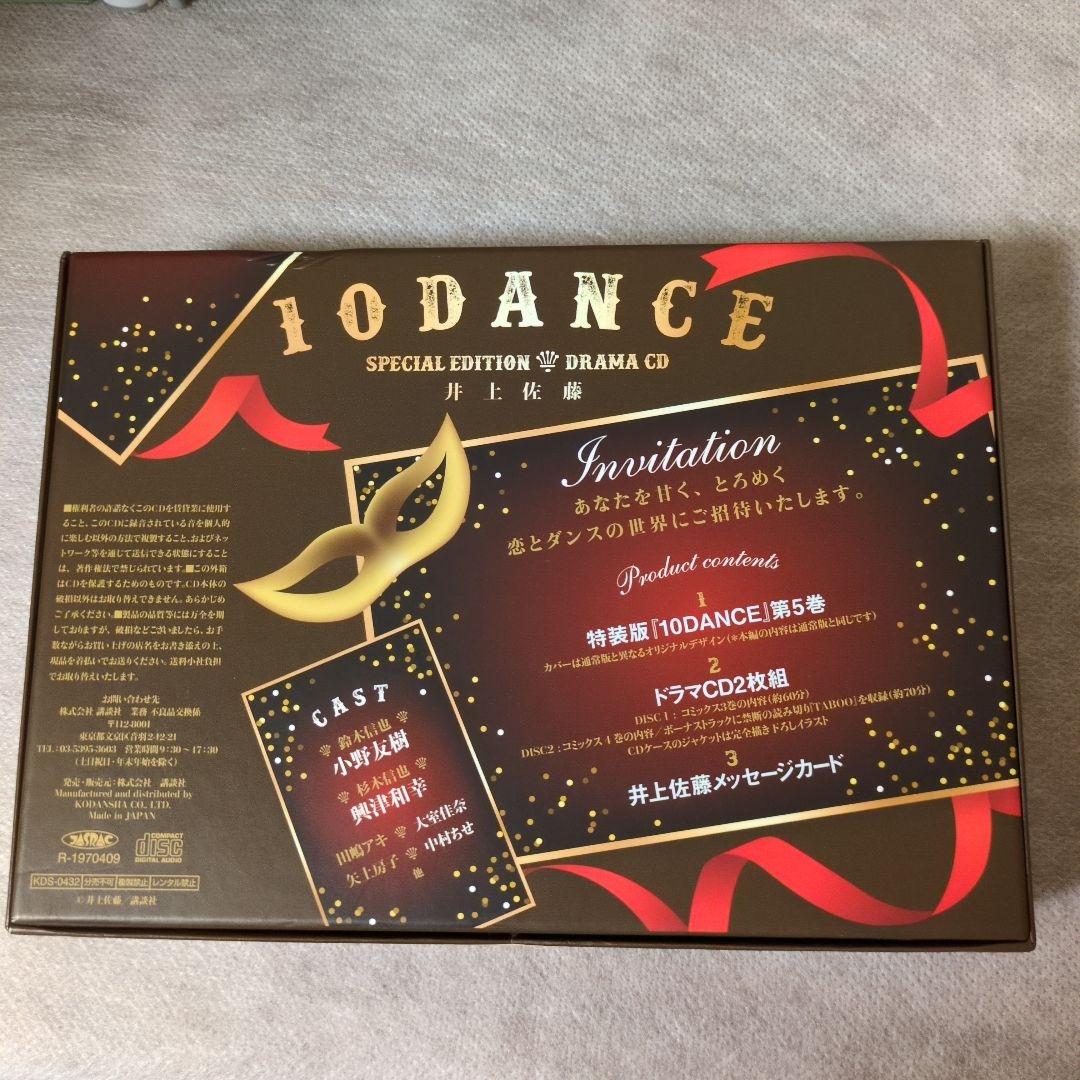 10DANCE
SPECIAL EDITION DRAMA CD
井上佐藤
Invitation
あなたを甘く、とろめく
恋とダンスの世界にご招待いたします。
Product contents
1
特装版『10DANCE』第5巻
カバーは通常版と異なるオリジナルデザイン(※本編の内容は通常版と同じです)
2
ドラマCD2枚組
DISC 1：コミックス3巻の内容(約60分)
DISC2：コミックス 4 巻の内容／ボーナストラックに禁断の読み切り『TABOO』を収録(約70分)
CDケースのジャケットは完全描き下ろしイラスト
3
井上佐藤メッセージカード
CAST
鈴木信也
小野友樹
杉木信也
興津和幸
田嶋アキ 大室佳奈
矢上房子 中村ちせ
他
■権利者の許諾なくこのCDを賃貸業に使用す
ること、このCDに録音されている音を個人的
に楽しむ以外の方法で複製すること、およびネッ
トワーク等を通じて送信できる状態にすること
は、著作権法で禁じられています。■この外箱
はCDを保護するためのものです。CD本体の
破損以外はお取り替えできません。あらかじめ
ご了承ください。■製品の品質等には万全を期
しておりますが、破損などございましたら、お手
数ながらお買い上げの店名をお書き添えの上、
現品を着払いでお送りください。送料小社負担
でお取り替えいたします。
お問い合わせ先
株式会社 講談社 業務 不良品交換係
〒112-8001
東京都文京区音羽2-12-21
TEL：03-5395-3603 営業時間9：30～17：30
(土日祝日・年末年始を除く)
発売・販売元：株式会社 講談社
Manufactured and distributed by
KODANSHA CO., LTD.
Made in JAPAN
JASRAC
R-1970409
COMPACT
disc
DIGITAL AUDIO
KDS-0432 分売不可 複製禁止 レンタル禁止
©井上佐藤／講談社